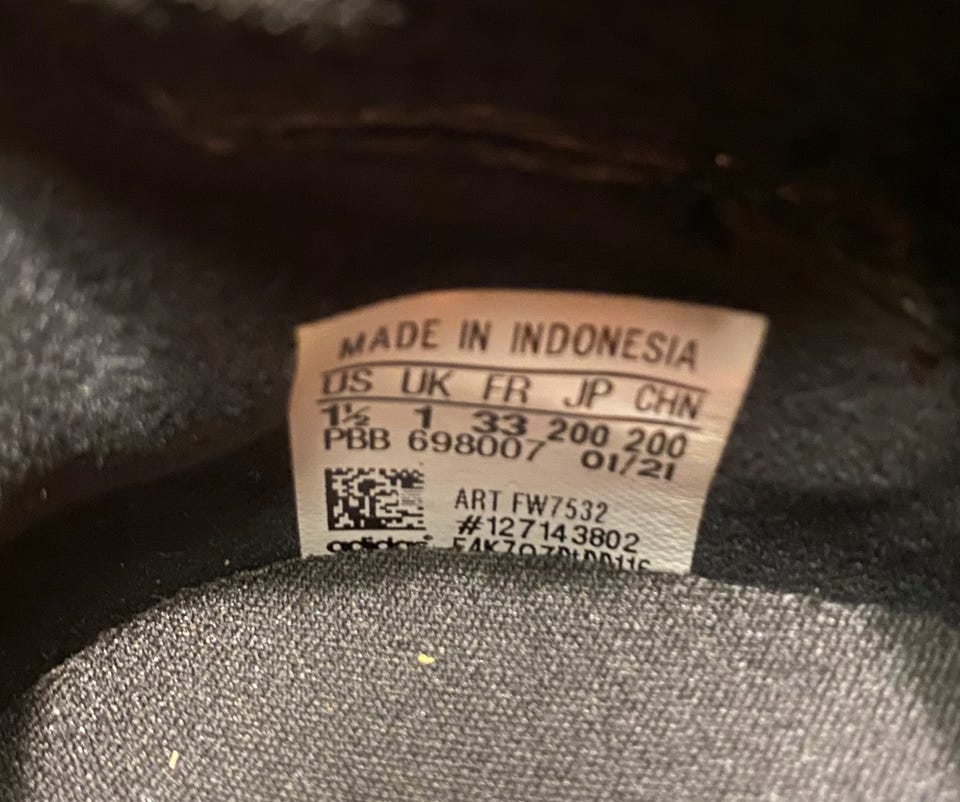 MADE IN INDONESIA
US UK FR JP CHN
1½ 1 33 200 200
PBB 698007 01/21
ART FW7532
#127143802
adidas